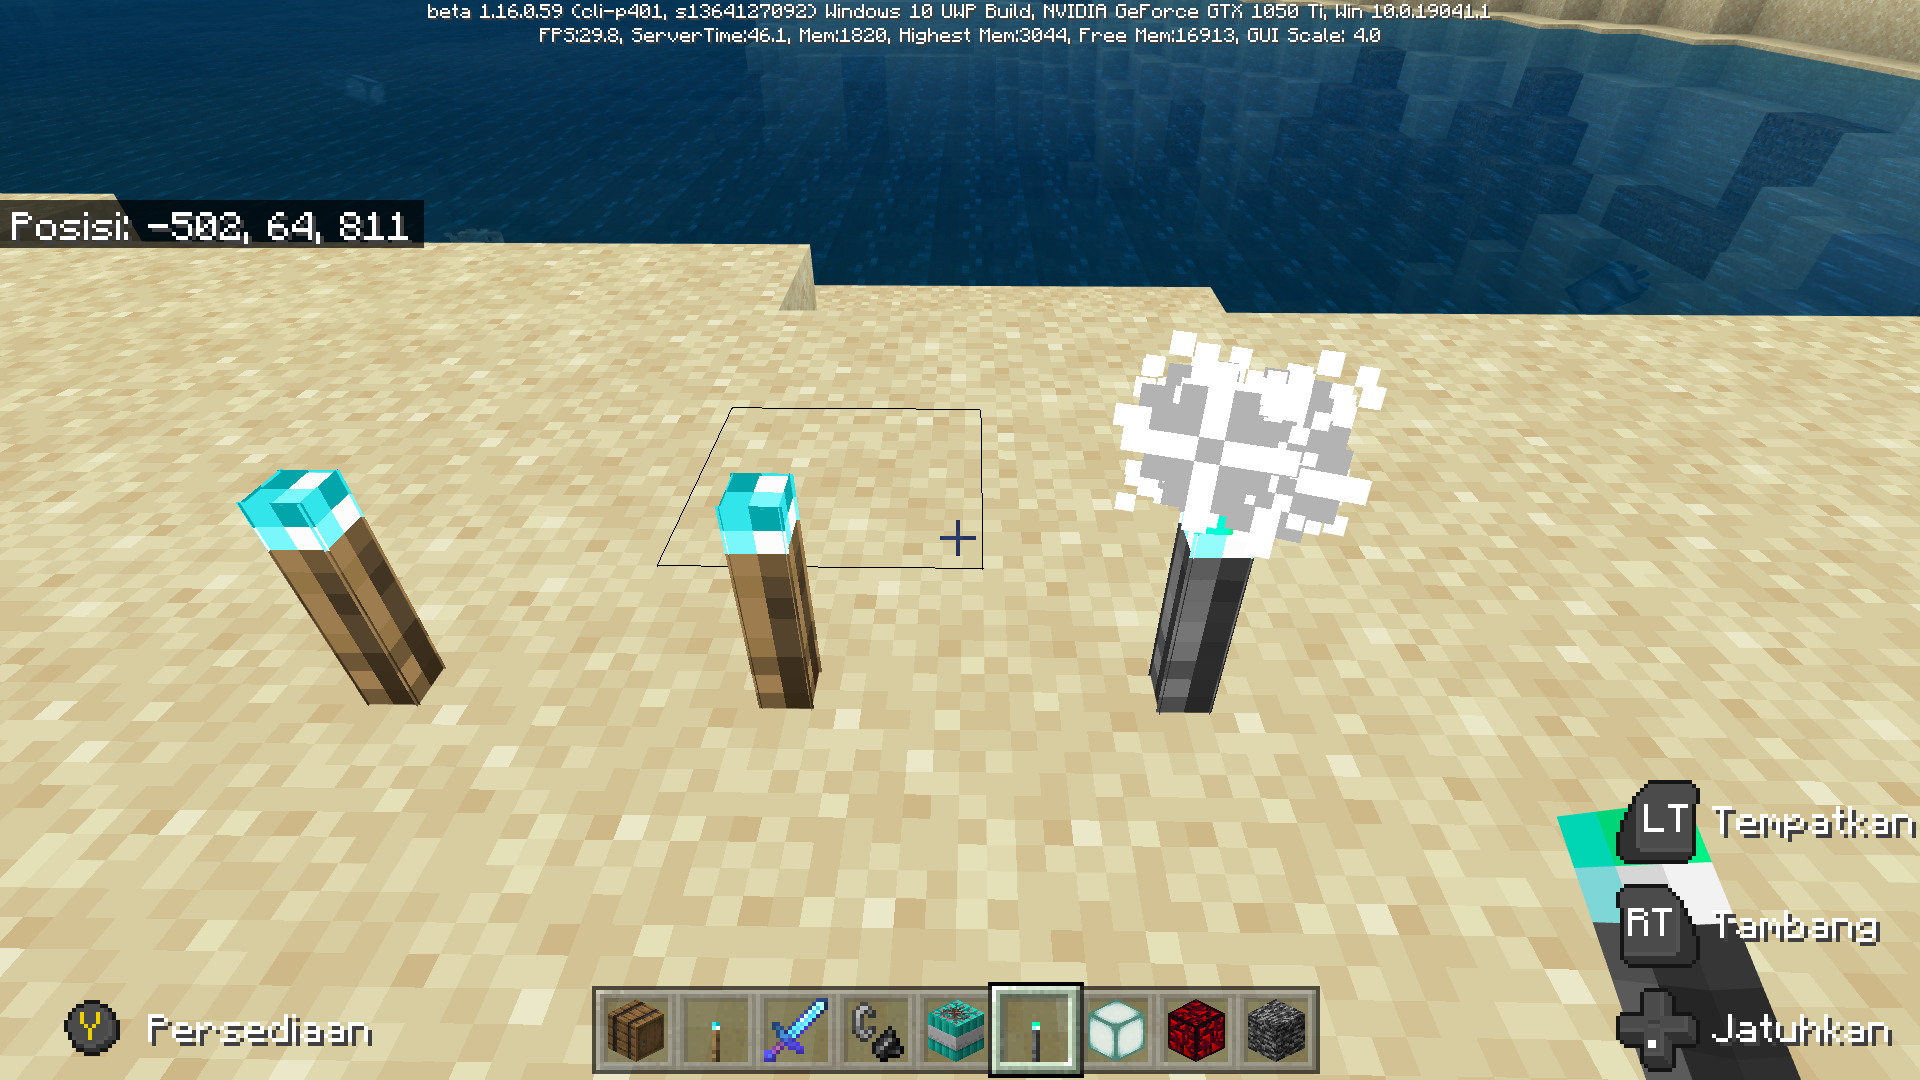 beta 1.16.0.59 (cli-p401, s1364127092) Windows 10 UWP Build, NVIDIA GeForce GTX 1050 Ti, Win 10.0.19041.1
FPS:29.8, ServerTime:46.1, Mem:1820, Highest Mem:3044, Free Mem:16913, GUI Scale: 4.0
Posisi: -502, 64, 811
LT Tempatkan
RT Tambang
Y Persediaan
Jatuhkan